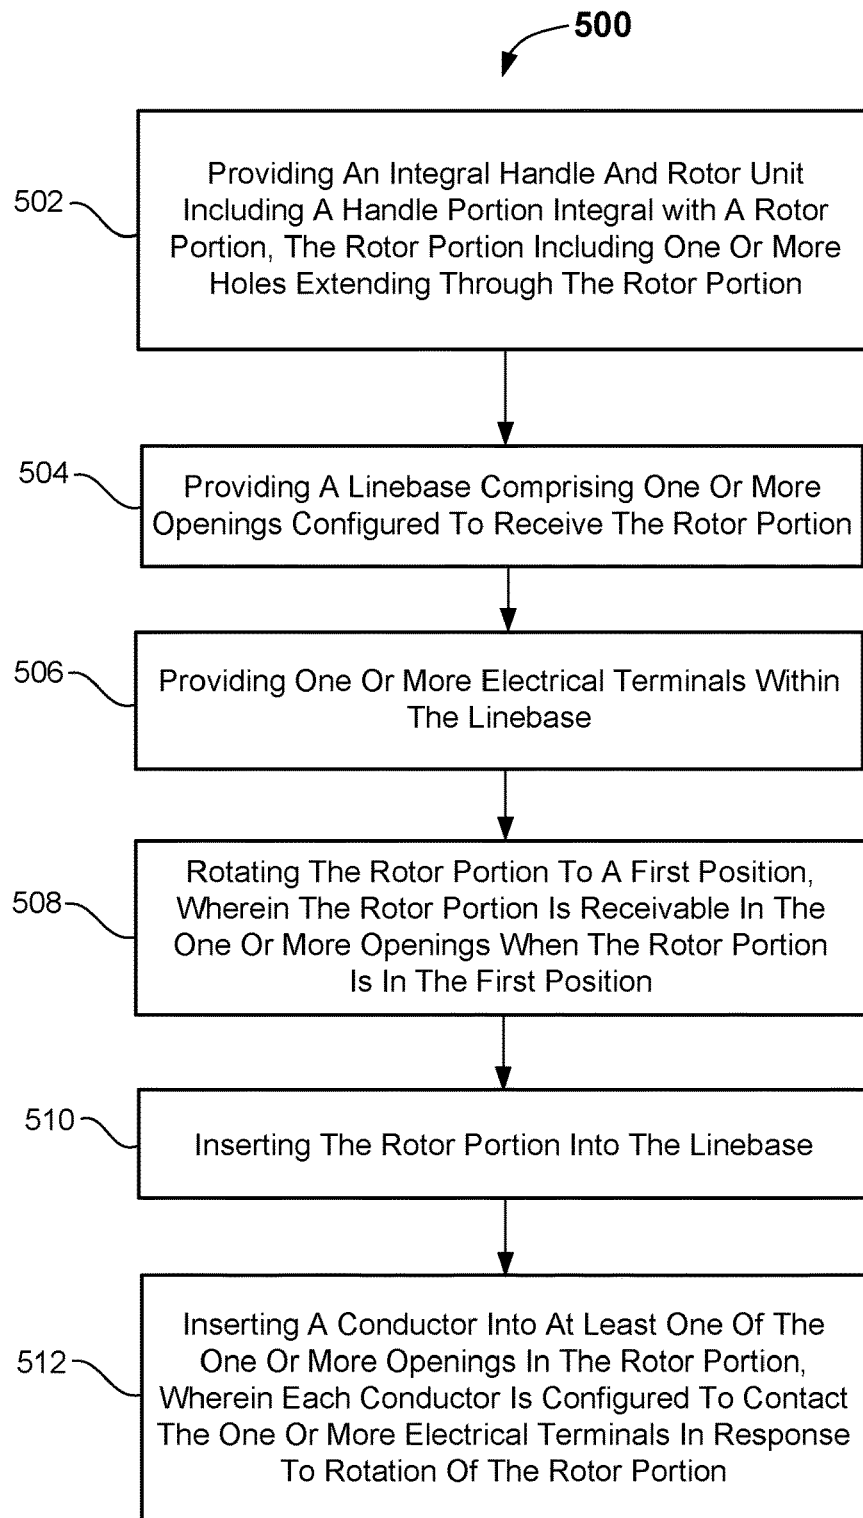 500
502
Providing An Integral Handle And Rotor Unit
Including A Handle Portion Integral with A Rotor
Portion, The Rotor Portion Including One Or More
Holes Extending Through The Rotor Portion
504
Providing A Linebase Comprising One Or More
Openings Configured To Receive The Rotor Portion
506
Providing One Or More Electrical Terminals Within
The Linebase
508
Rotating The Rotor Portion To A First Position,
Wherein The Rotor Portion Is Receivable In The
One Or More Openings When The Rotor Portion
Is In The First Position
510
Inserting The Rotor Portion Into The Linebase
512
Inserting A Conductor Into At Least One Of The
One Or More Openings In The Rotor Portion,
Wherein Each Conductor Is Configured To Contact
The One Or More Electrical Terminals In Response
To Rotation Of The Rotor Portion